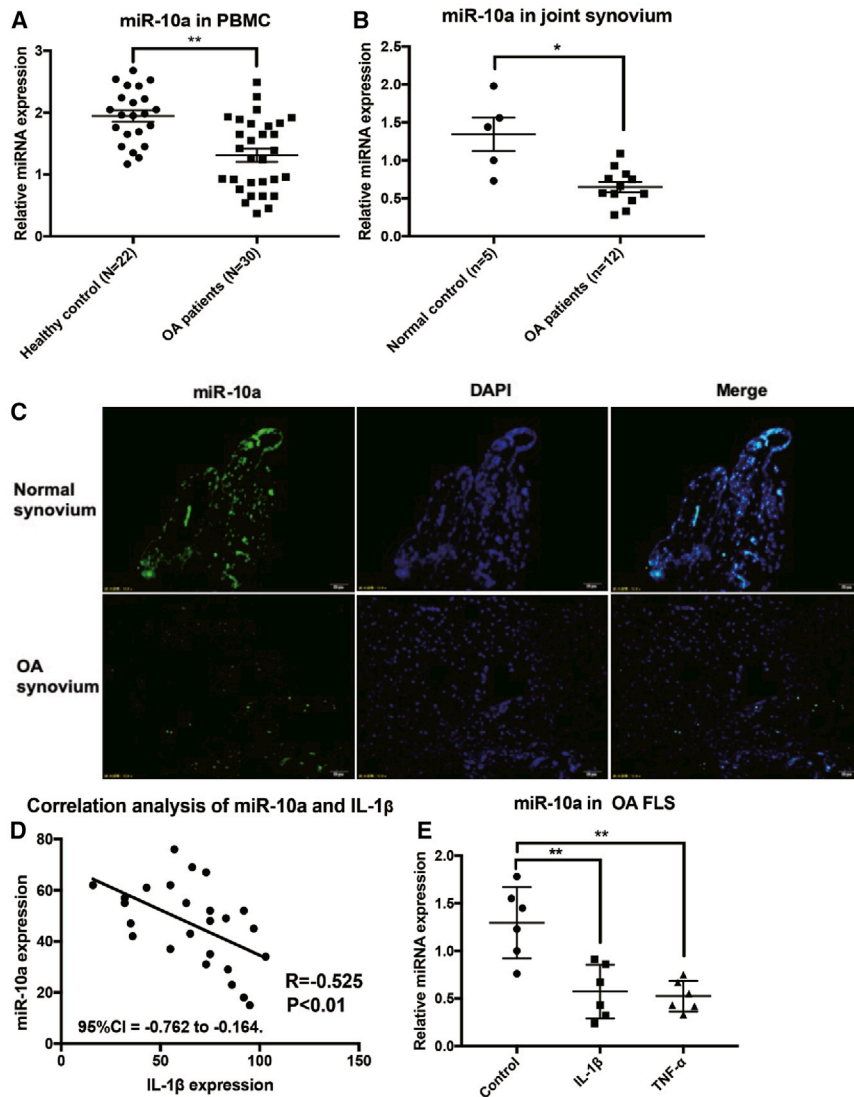 A
miR-10a in PBMC
**
Relative miRNA expression
3
2
1
0
Healthy control (N=22)
OA patients (N=30)
B
miR-10a in joint synovium
*
Relative miRNA expression
2.5
2.0
1.5
1.0
0.5
0.0
Normal control (n=5)
OA patients (n=12)
C
miR-10a
DAPI
Merge
Normal
synovium
OA
synovium
D
Correlation analysis of miR-10a and IL-1β
miR-10a expression
80
60
40
20
0
R=-0.525
P<0.01
95%CI = -0.762 to -0.164.
0
50
100
150
IL-1β expression
E
miR-10a in OA FLS
**
**
Relative miRNA expression
2.0
1.5
1.0
0.5
0.0
Control
IL-1β
TNF-α